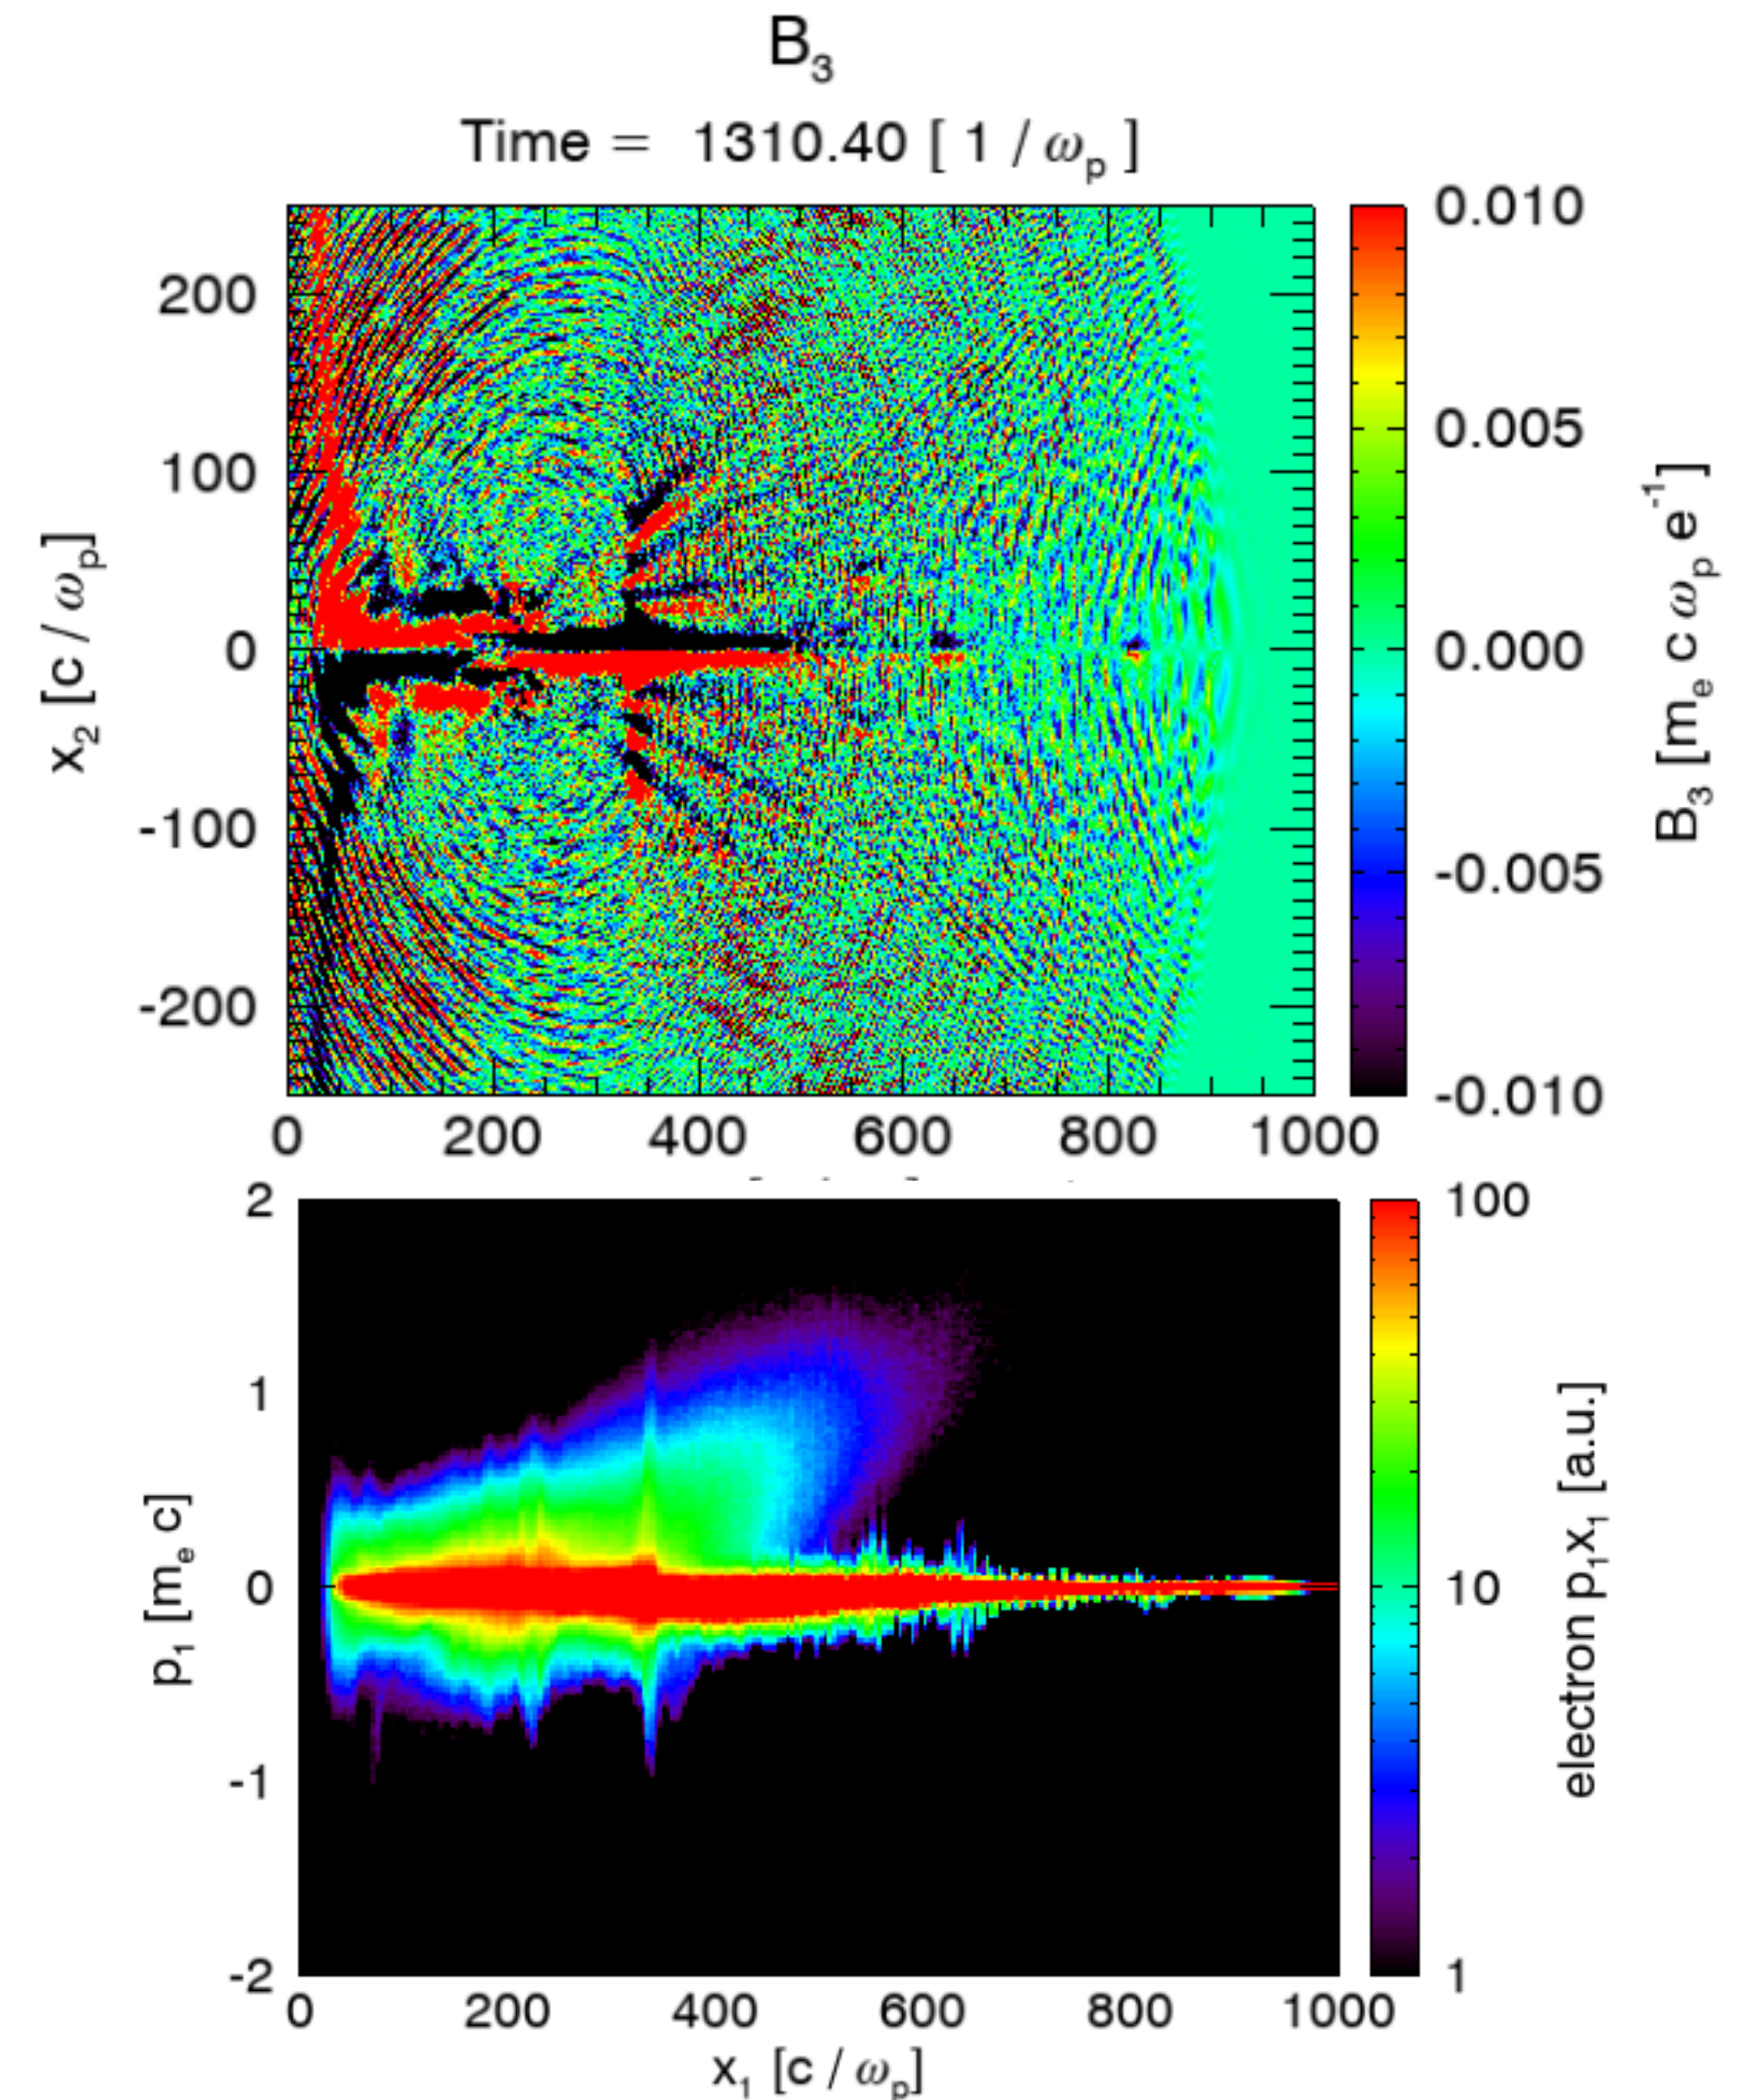 B₃
Time = 1310.40 [ 1 / ωₚ ]
0.010
0.005
0.000
-0.005
-0.010
B₃ [mₑ c ωₚ e⁻¹]
200
100
0
-100
-200
x₂ [c / ωₚ]
0 200 400 600 800 1000
2
1
0
-1
-2
p₁ [mₑ c]
100
10
1
electron p₁x₁ [a.u.]
0 200 400 600 800 1000
x₁ [c / ωₚ]